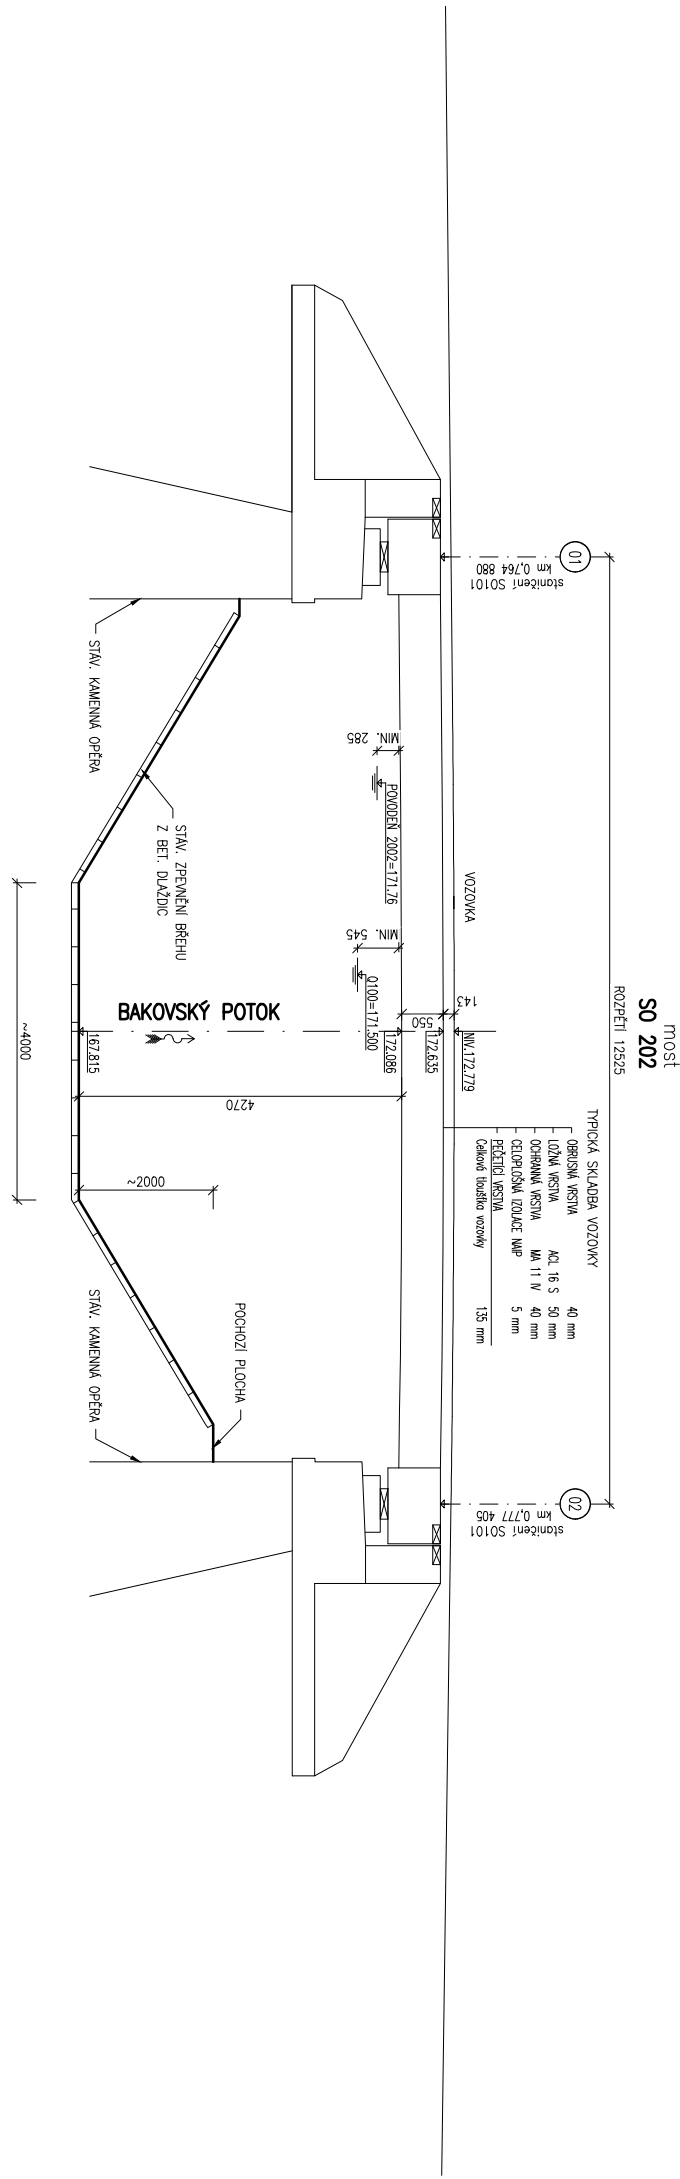 most
SO 202
ROZPĚTÍ 12525
01
staničení SO101
km 0,764 880
02
staničení SO101
km 0,777 405
TYPICKÁ SKLADBA VOZOVKY
OBRUSNÁ VRSTVA 40 mm
LOŽNÁ VRSTVA ACL 16 S 50 mm
OCHRANNÁ VRSTVA MA 11 IV 40 mm
CELOPLOŠNÁ IZOLACE NAIP 5 mm
PEČETÍCÍ VRSTVA
Celková tloušťka vozovky 135 mm
VOZOVKA
143
NIV.172.779
550
172.635
172.086
MIN. 285
POVODEŇ 2002=171.76
MIN. 545
Q100=171.500
4270
BAKOVSKÝ POTOK
167.815
~2000
~4000
STÁV. KAMENNÁ OPĚRA
STÁV. ZPEVNĚNÍ BŘEHU
Z BET. DLAŽDIC
POCHOZÍ PLOCHA
STÁV. KAMENNÁ OPĚRA